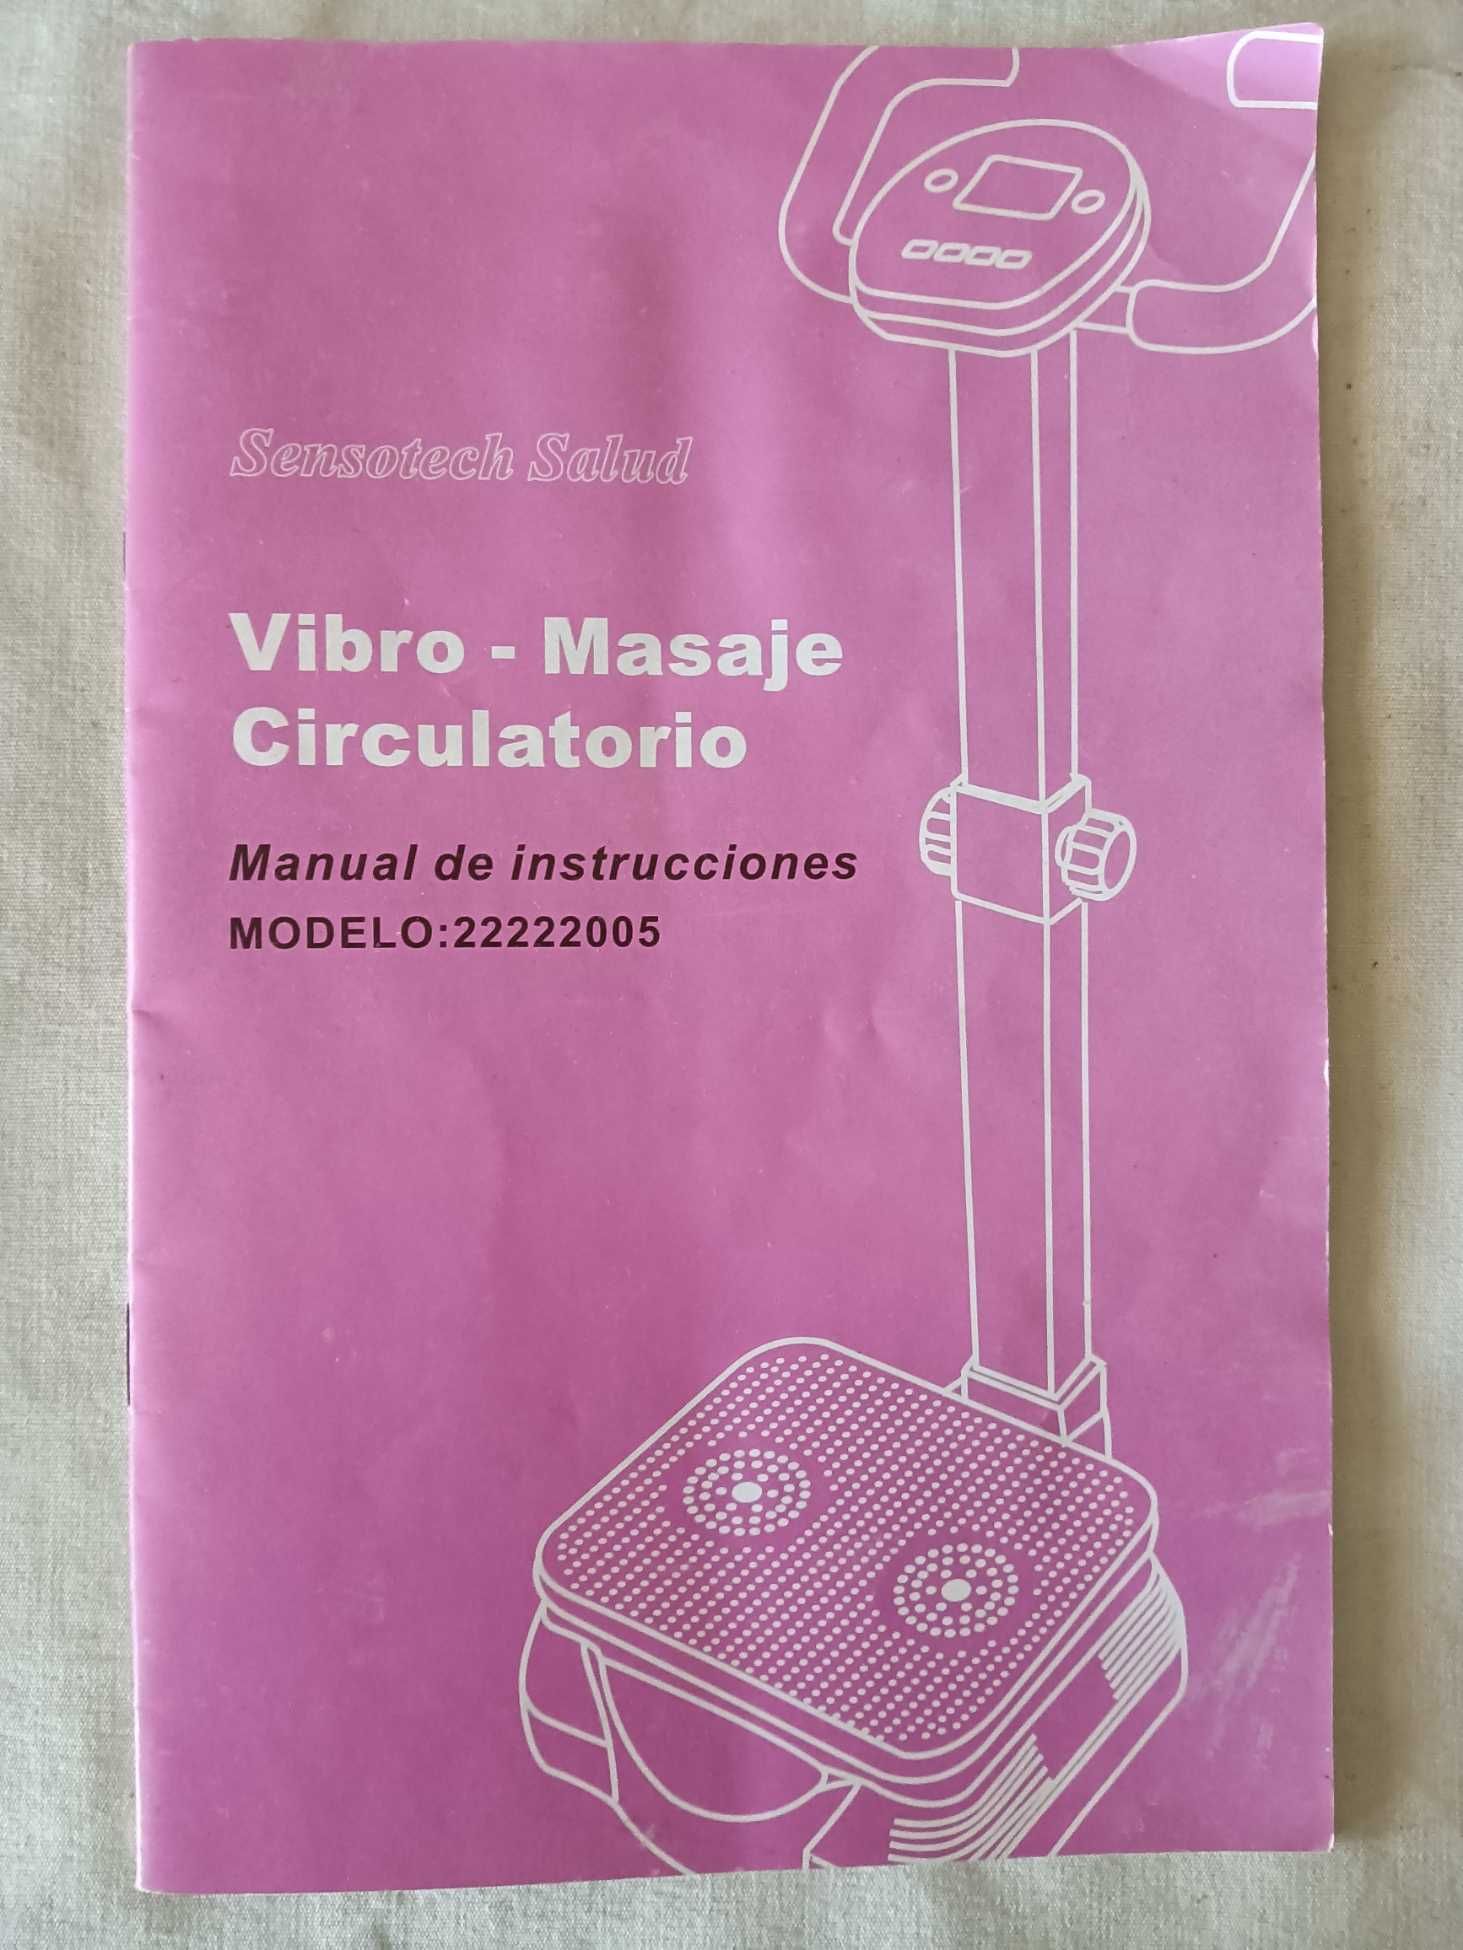 Sensotech Salud
Vibro - Masaje
Circulatorio
Manual de instrucciones
MODELO:22222005